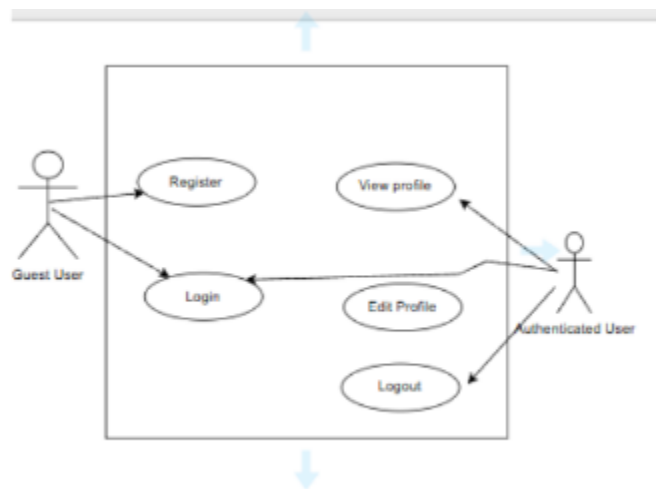 Register
View profile
Guest User
Login
Edit Profile
Authenticated User
Logout